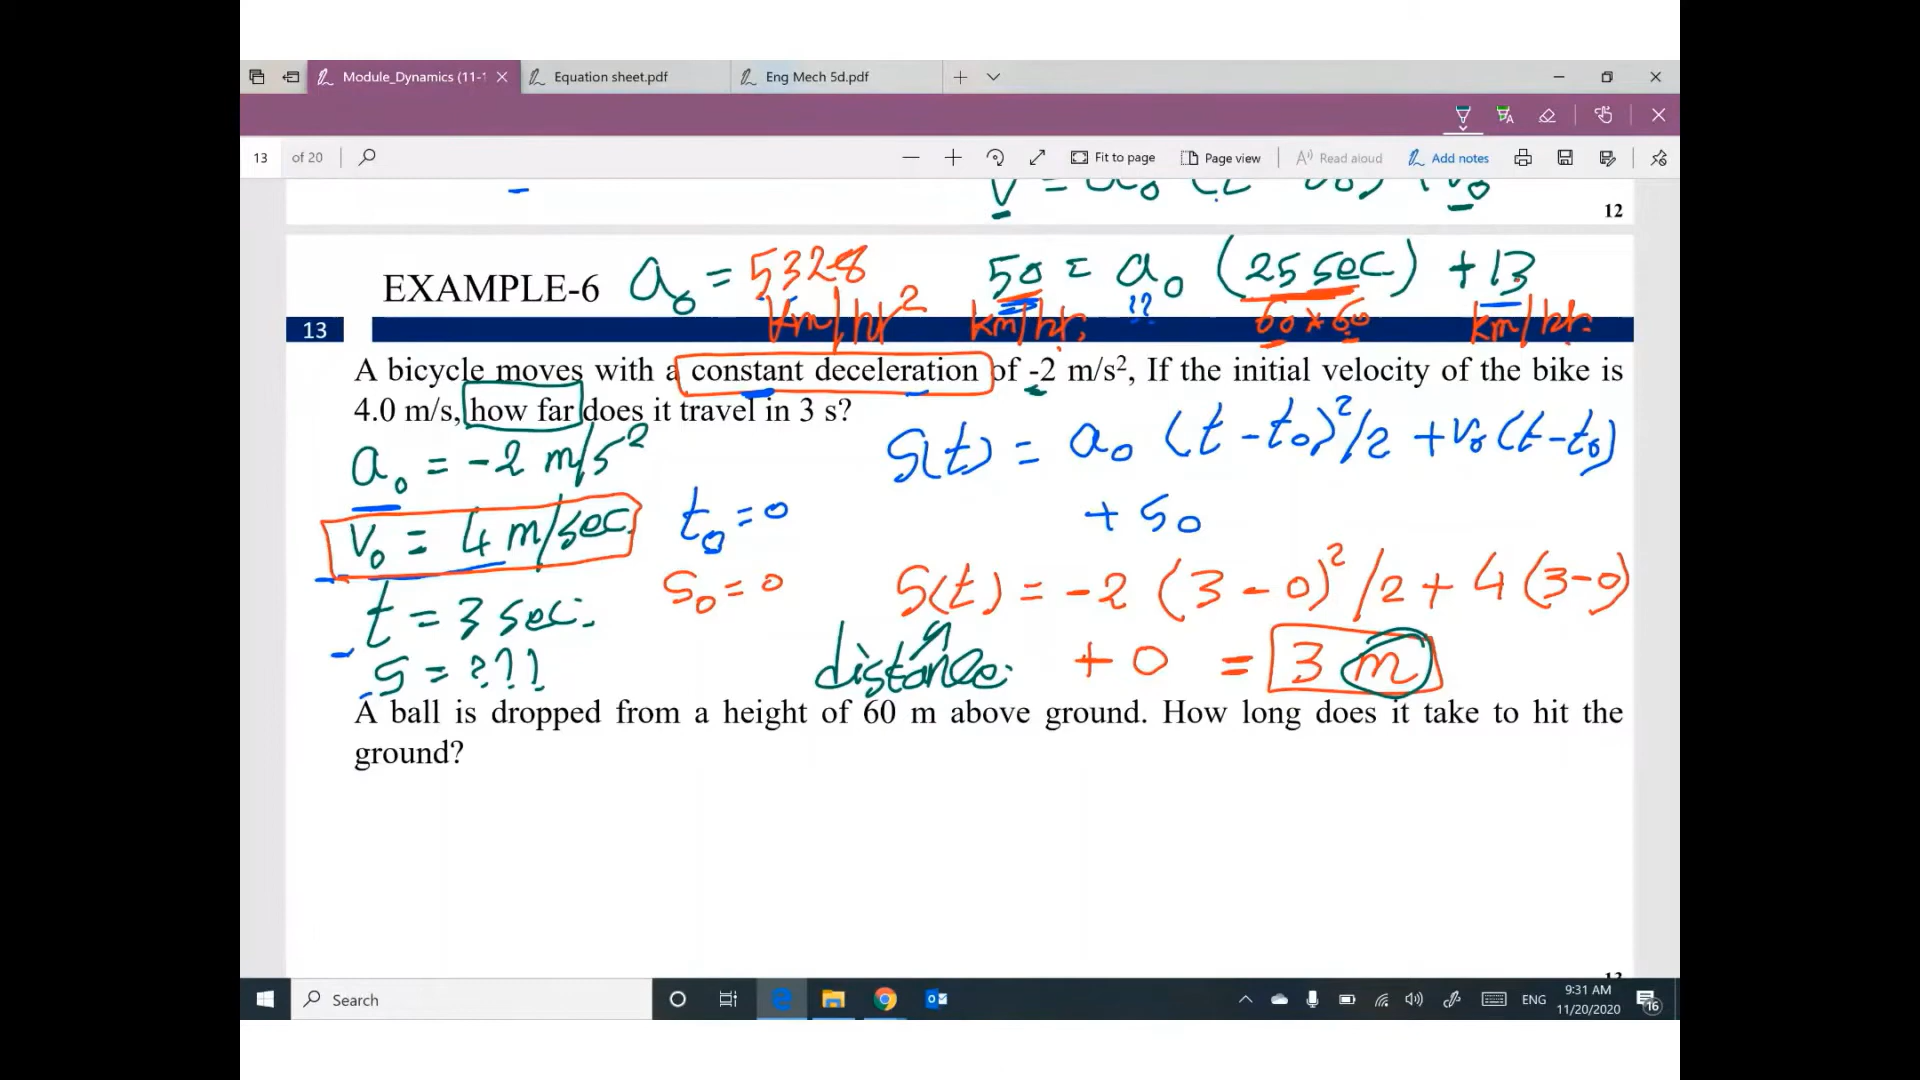 Module_Dynamics (11-1
Equation sheet.pdf
Eng Mech 5d.pdf
13 of 20
Fit to page
Page view
Read aloud
Add notes
12
a₀ = 5328 km/hr²
50 = a₀ (25 sec) + 13
km/hr. ?? 60 * 60 km/hr.
EXAMPLE-6
13
A bicycle moves with a constant deceleration of -2 m/s², If the initial velocity of the bike is
4.0 m/s, how far does it travel in 3 s?
a₀ = -2 m/s²
v₀ = 4 m/sec
t = 3 sec.
s = ???
t₀ = 0
s₀ = 0
S(t) = a₀ (t - t₀)²/2 + v₀ (t - t₀)
+ s₀
S(t) = -2 (3 - 0)²/2 + 4 (3-0)
distance. + 0 = 3 m
A ball is dropped from a height of 60 m above ground. How long does it take to hit the
ground?
Search
ENG
9:31 AM
11/20/2020
16